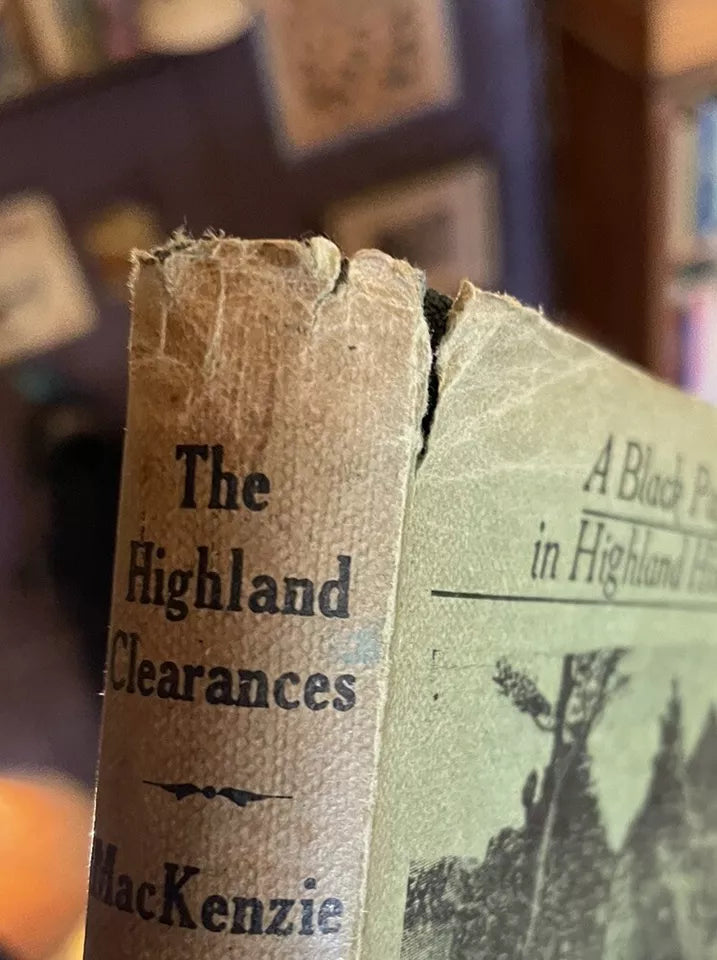 The
Highland
Clearances
MacKenzie
A Black
in Highland